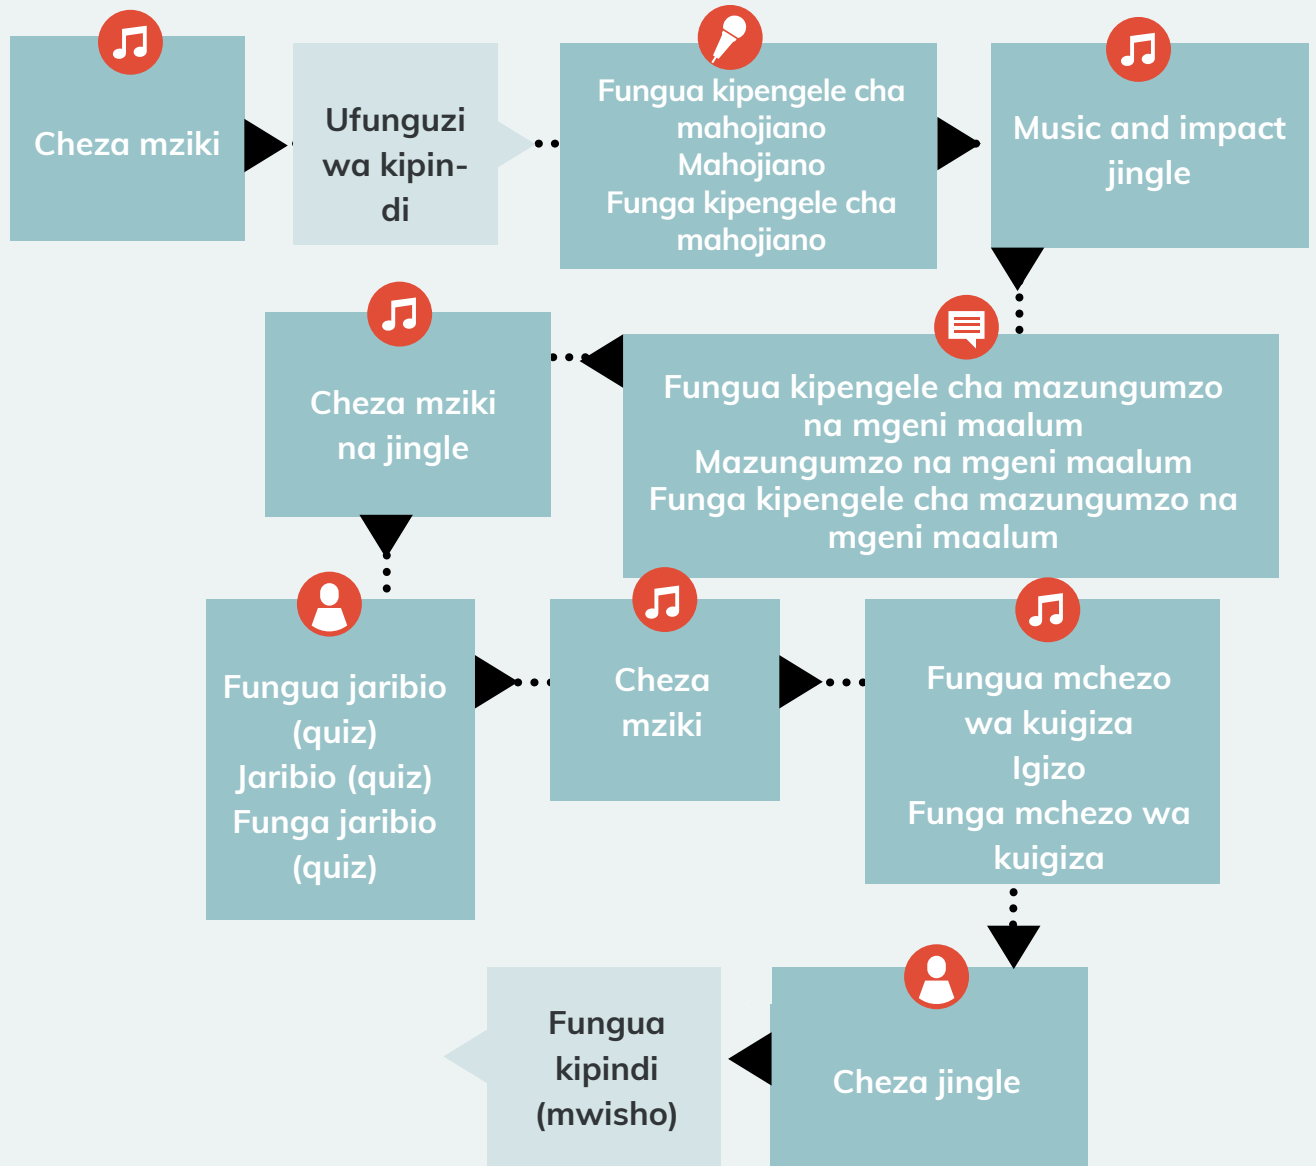 Cheza mziki
Ufunguzi
wa kipin-
di
Fungua kipengele cha
mahojiano
Mahojiano
Funga kipengele cha
mahojiano
Music and impact
jingle
Fungua kipengele cha mazungumzo
na mgeni maalum
Mazungumzo na mgeni maalum
Funga kipengele cha mazungumzo na
mgeni maalum
Cheza mziki
na jingle
Fungua jaribio
(quiz)
Jaribio (quiz)
Funga jaribio
(quiz)
Cheza
mziki
Fungua mchezo
wa kuigiza
Igizo
Funga mchezo wa
kuigiza
Cheza jingle
Fungua
kipindi
(mwisho)